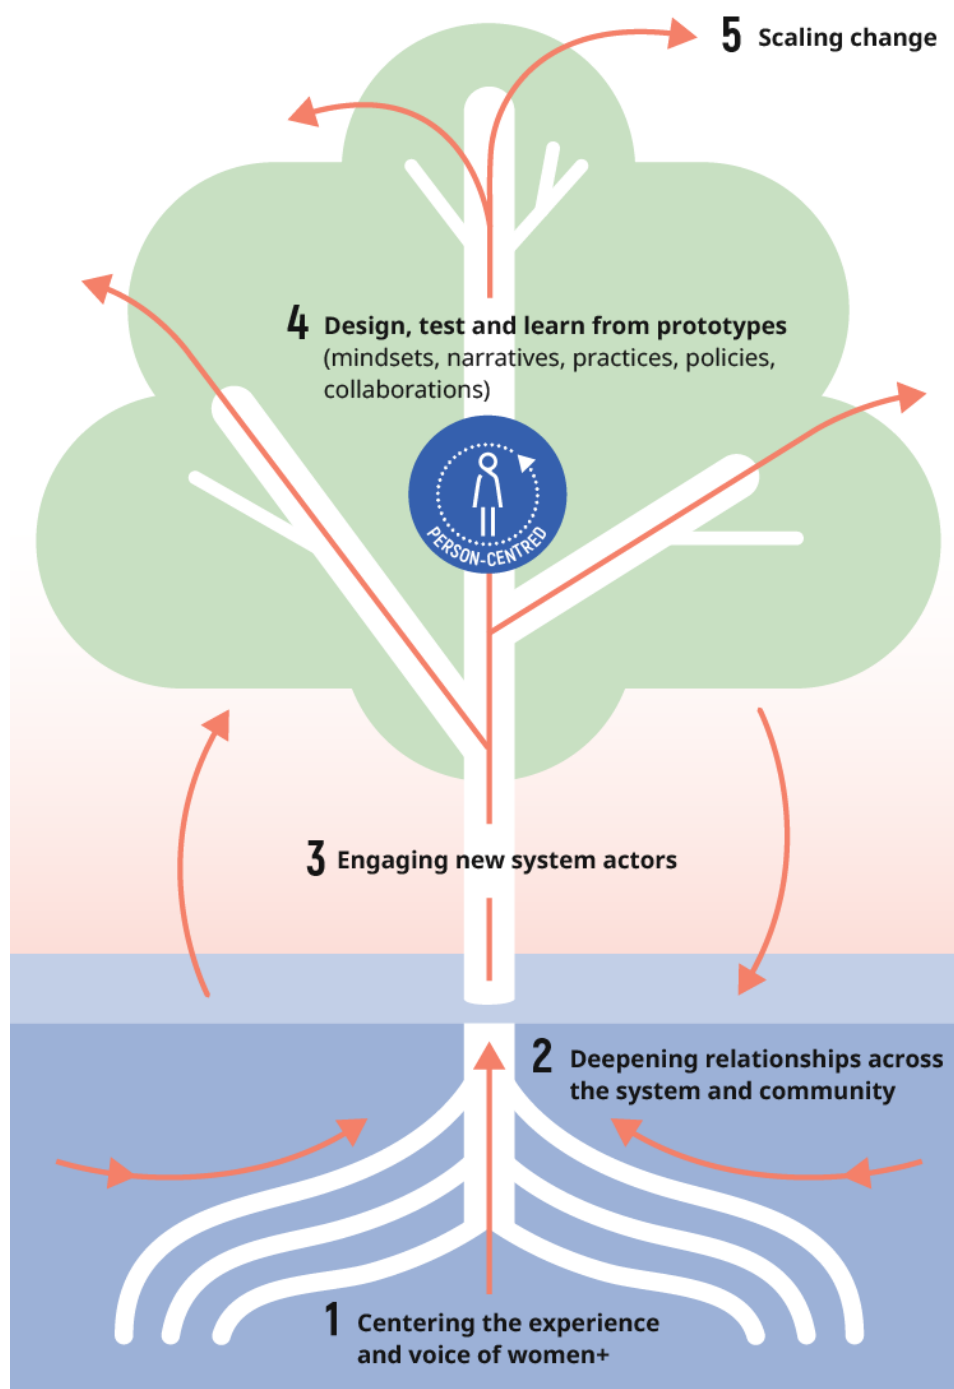 5 Scaling change
4 Design, test and learn from prototypes
(mindsets, narratives, practices, policies,
collaborations)
PERSON-CENTRED
3 Engaging new system actors
2 Deepening relationships across
the system and community
1 Centering the experience
and voice of women+